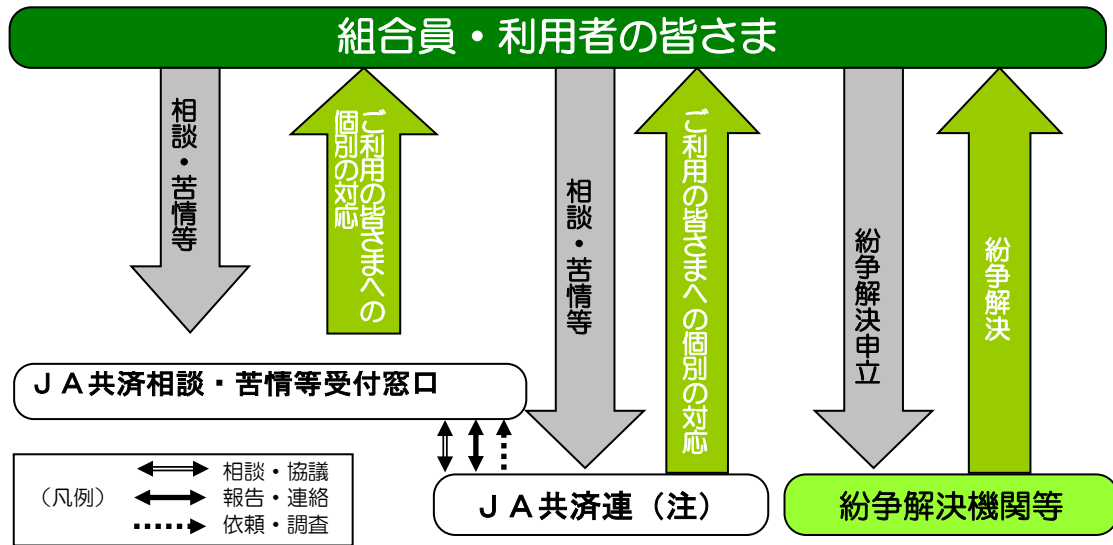 組合員・利用者の皆さま
相談・苦情等
ご利用の皆さまへの
個別の対応
相談・苦情等
ご利用の皆さまへの個別の対応
紛争解決申立
紛争解決
ＪＡ共済相談・苦情等受付窓口
（凡例）
相談・協議
報告・連絡
依頼・調査
ＪＡ共済連（注）
紛争解決機関等